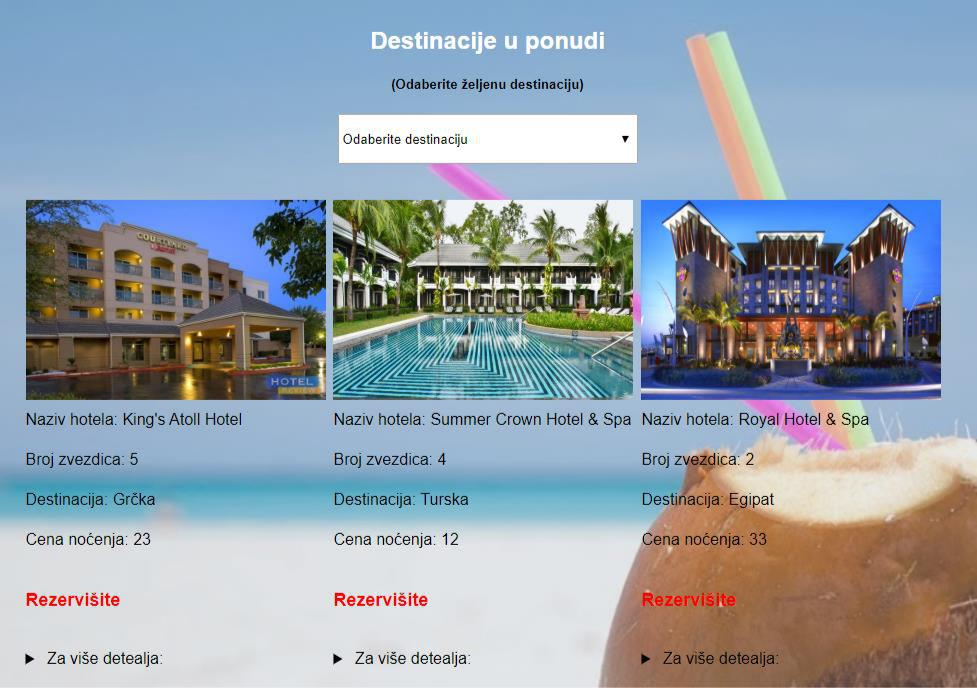 Destinacije u ponudi
(Odaberite željenu destinaciju)
Odaberite destinaciju
COURTYARD
HOTEL
Naziv hotela: King's Atoll Hotel
Broj zvezdica: 5
Destinacija: Grčka
Cena noćenja: 23
Rezervišite
Za više detealja:
Naziv hotela: Summer Crown Hotel & Spa
Broj zvezdica: 4
Destinacija: Turska
Cena noćenja: 12
Rezervišite
Za više detealja:
Naziv hotela: Royal Hotel & Spa
Broj zvezdica: 2
Destinacija: Egipat
Cena noćenja: 33
Rezervišite
Za više detealja: